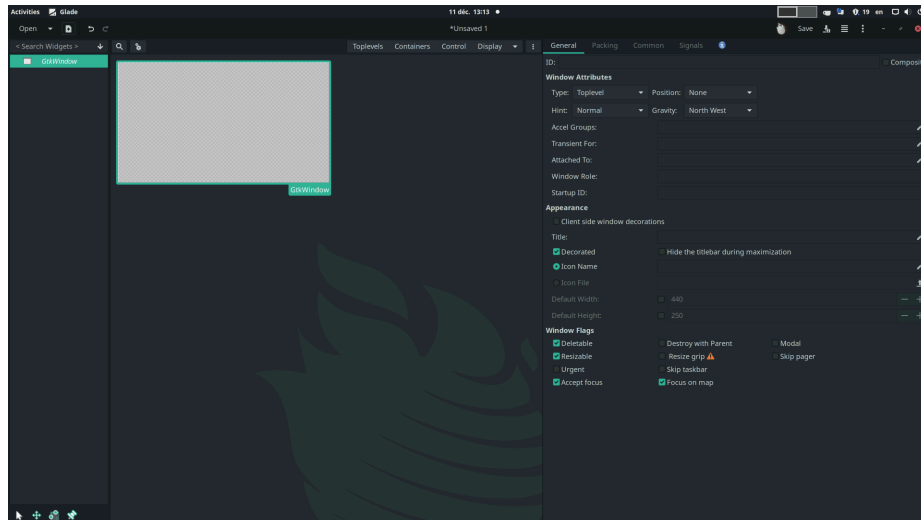 Activities Glade 11 déc. 13:13 19 en
Open *Unsaved 1 Save
< Search Widgets > Toplevels Containers Control Display General Packing Common Signals
GtkWindow
GtkWindow
ID: Composit
Window Attributes
Type: Toplevel Position: None
Hint: Normal Gravity: North West
Accel Groups:
Transient For:
Attached To:
Window Role:
Startup ID:
Appearance
Client side window decorations
Title:
Decorated Hide the titlebar during maximization
Icon Name
Icon File
Default Width: 440
Default Height: 250
Window Flags
Deletable Destroy with Parent Modal
Resizable Resize grip Skip pager
Urgent Skip taskbar
Accept focus Focus on map